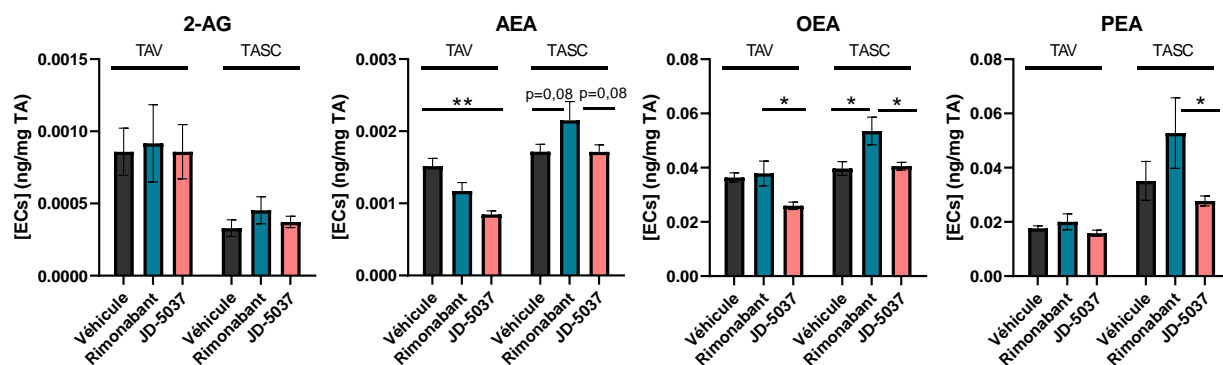 2-AG
TAV
TASC
[ECs] (ng/mg TA)
0.0015
0.0010
0.0005
0.0000
Véhicule
Rimonabant
JD-5037
Véhicule
Rimonabant
JD-5037
AEA
TAV
TASC
**
p=0,08
p=0,08
[ECs] (ng/mg TA)
0.003
0.002
0.001
0.000
Véhicule
Rimonabant
JD-5037
Véhicule
Rimonabant
JD-5037
OEA
TAV
TASC
*
*
*
[ECs] (ng/mg TA)
0.08
0.06
0.04
0.02
0.00
Véhicule
Rimonabant
JD-5037
Véhicule
Rimonabant
JD-5037
PEA
TAV
TASC
*
[ECs] (ng/mg TA)
0.08
0.06
0.04
0.02
0.00
Véhicule
Rimonabant
JD-5037
Véhicule
Rimonabant
JD-5037